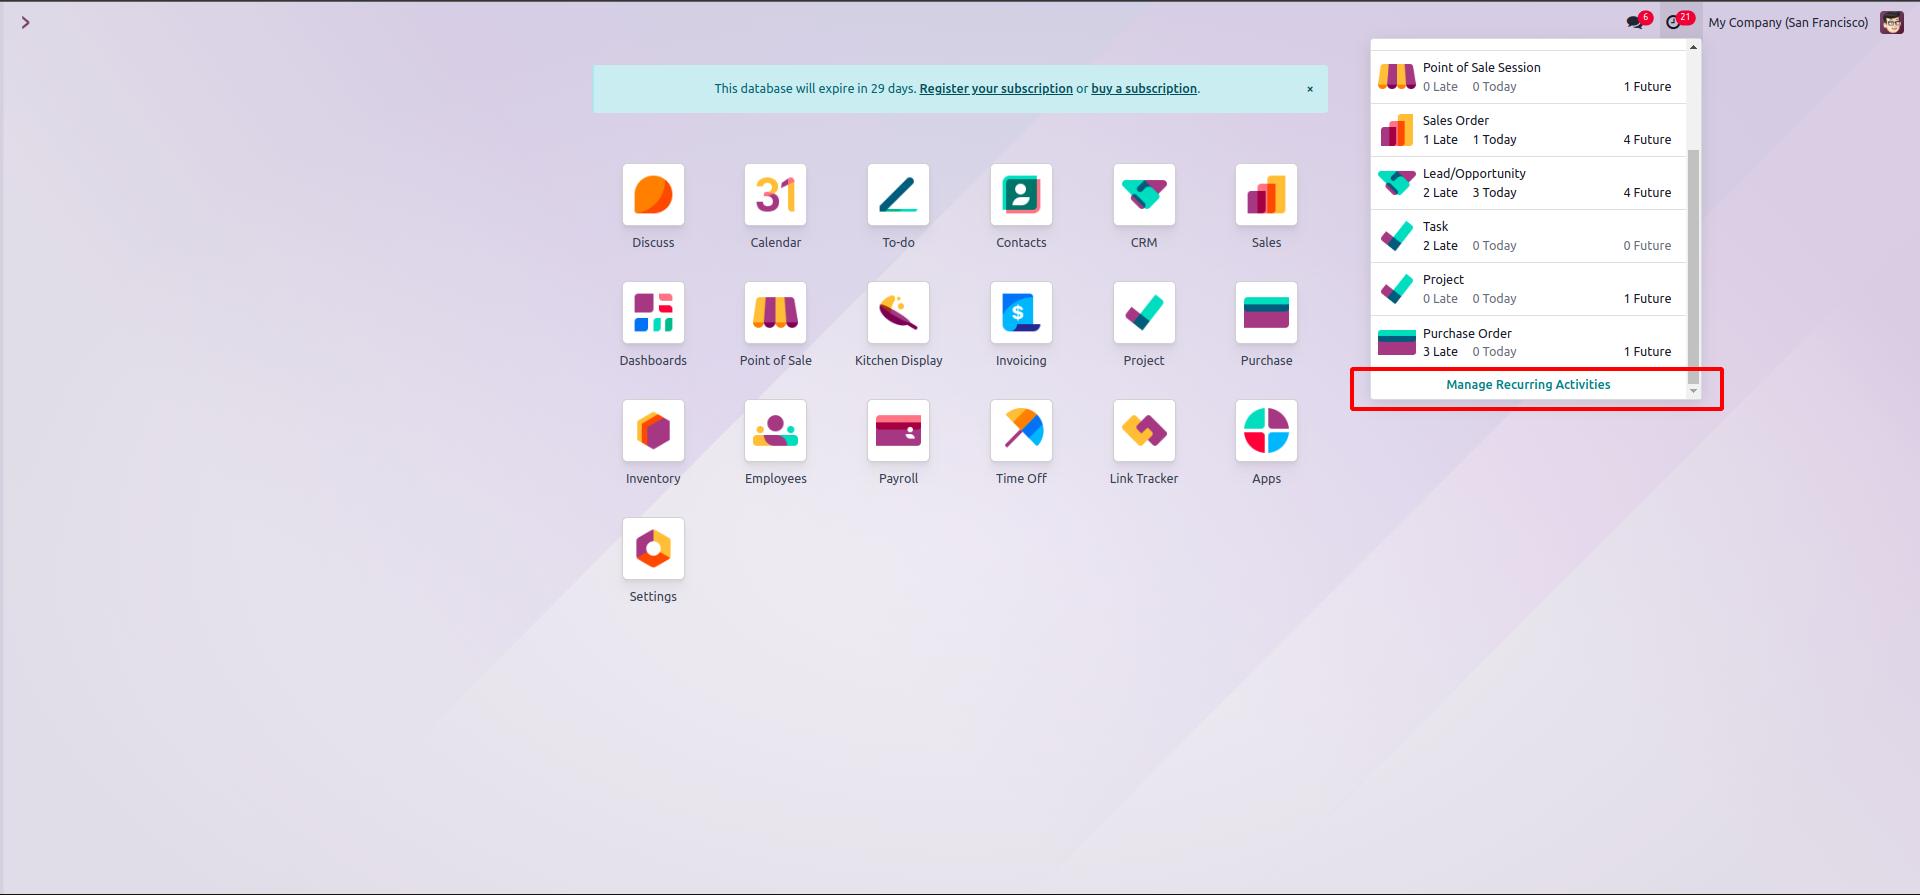 6
21
My Company (San Francisco)
This database will expire in 29 days. Register your subscription or buy a subscription. ×
Point of Sale Session
0 Late 0 Today 1 Future
Sales Order
1 Late 1 Today 4 Future
Lead/Opportunity
2 Late 3 Today 4 Future
Task
2 Late 0 Today 0 Future
Project
0 Late 0 Today 1 Future
Purchase Order
3 Late 0 Today 1 Future
Manage Recurring Activities
31
Discuss Calendar To-do Contacts CRM Sales
$
Dashboards Point of Sale Kitchen Display Invoicing Project Purchase
Inventory Employees Payroll Time Off Link Tracker Apps
Settings